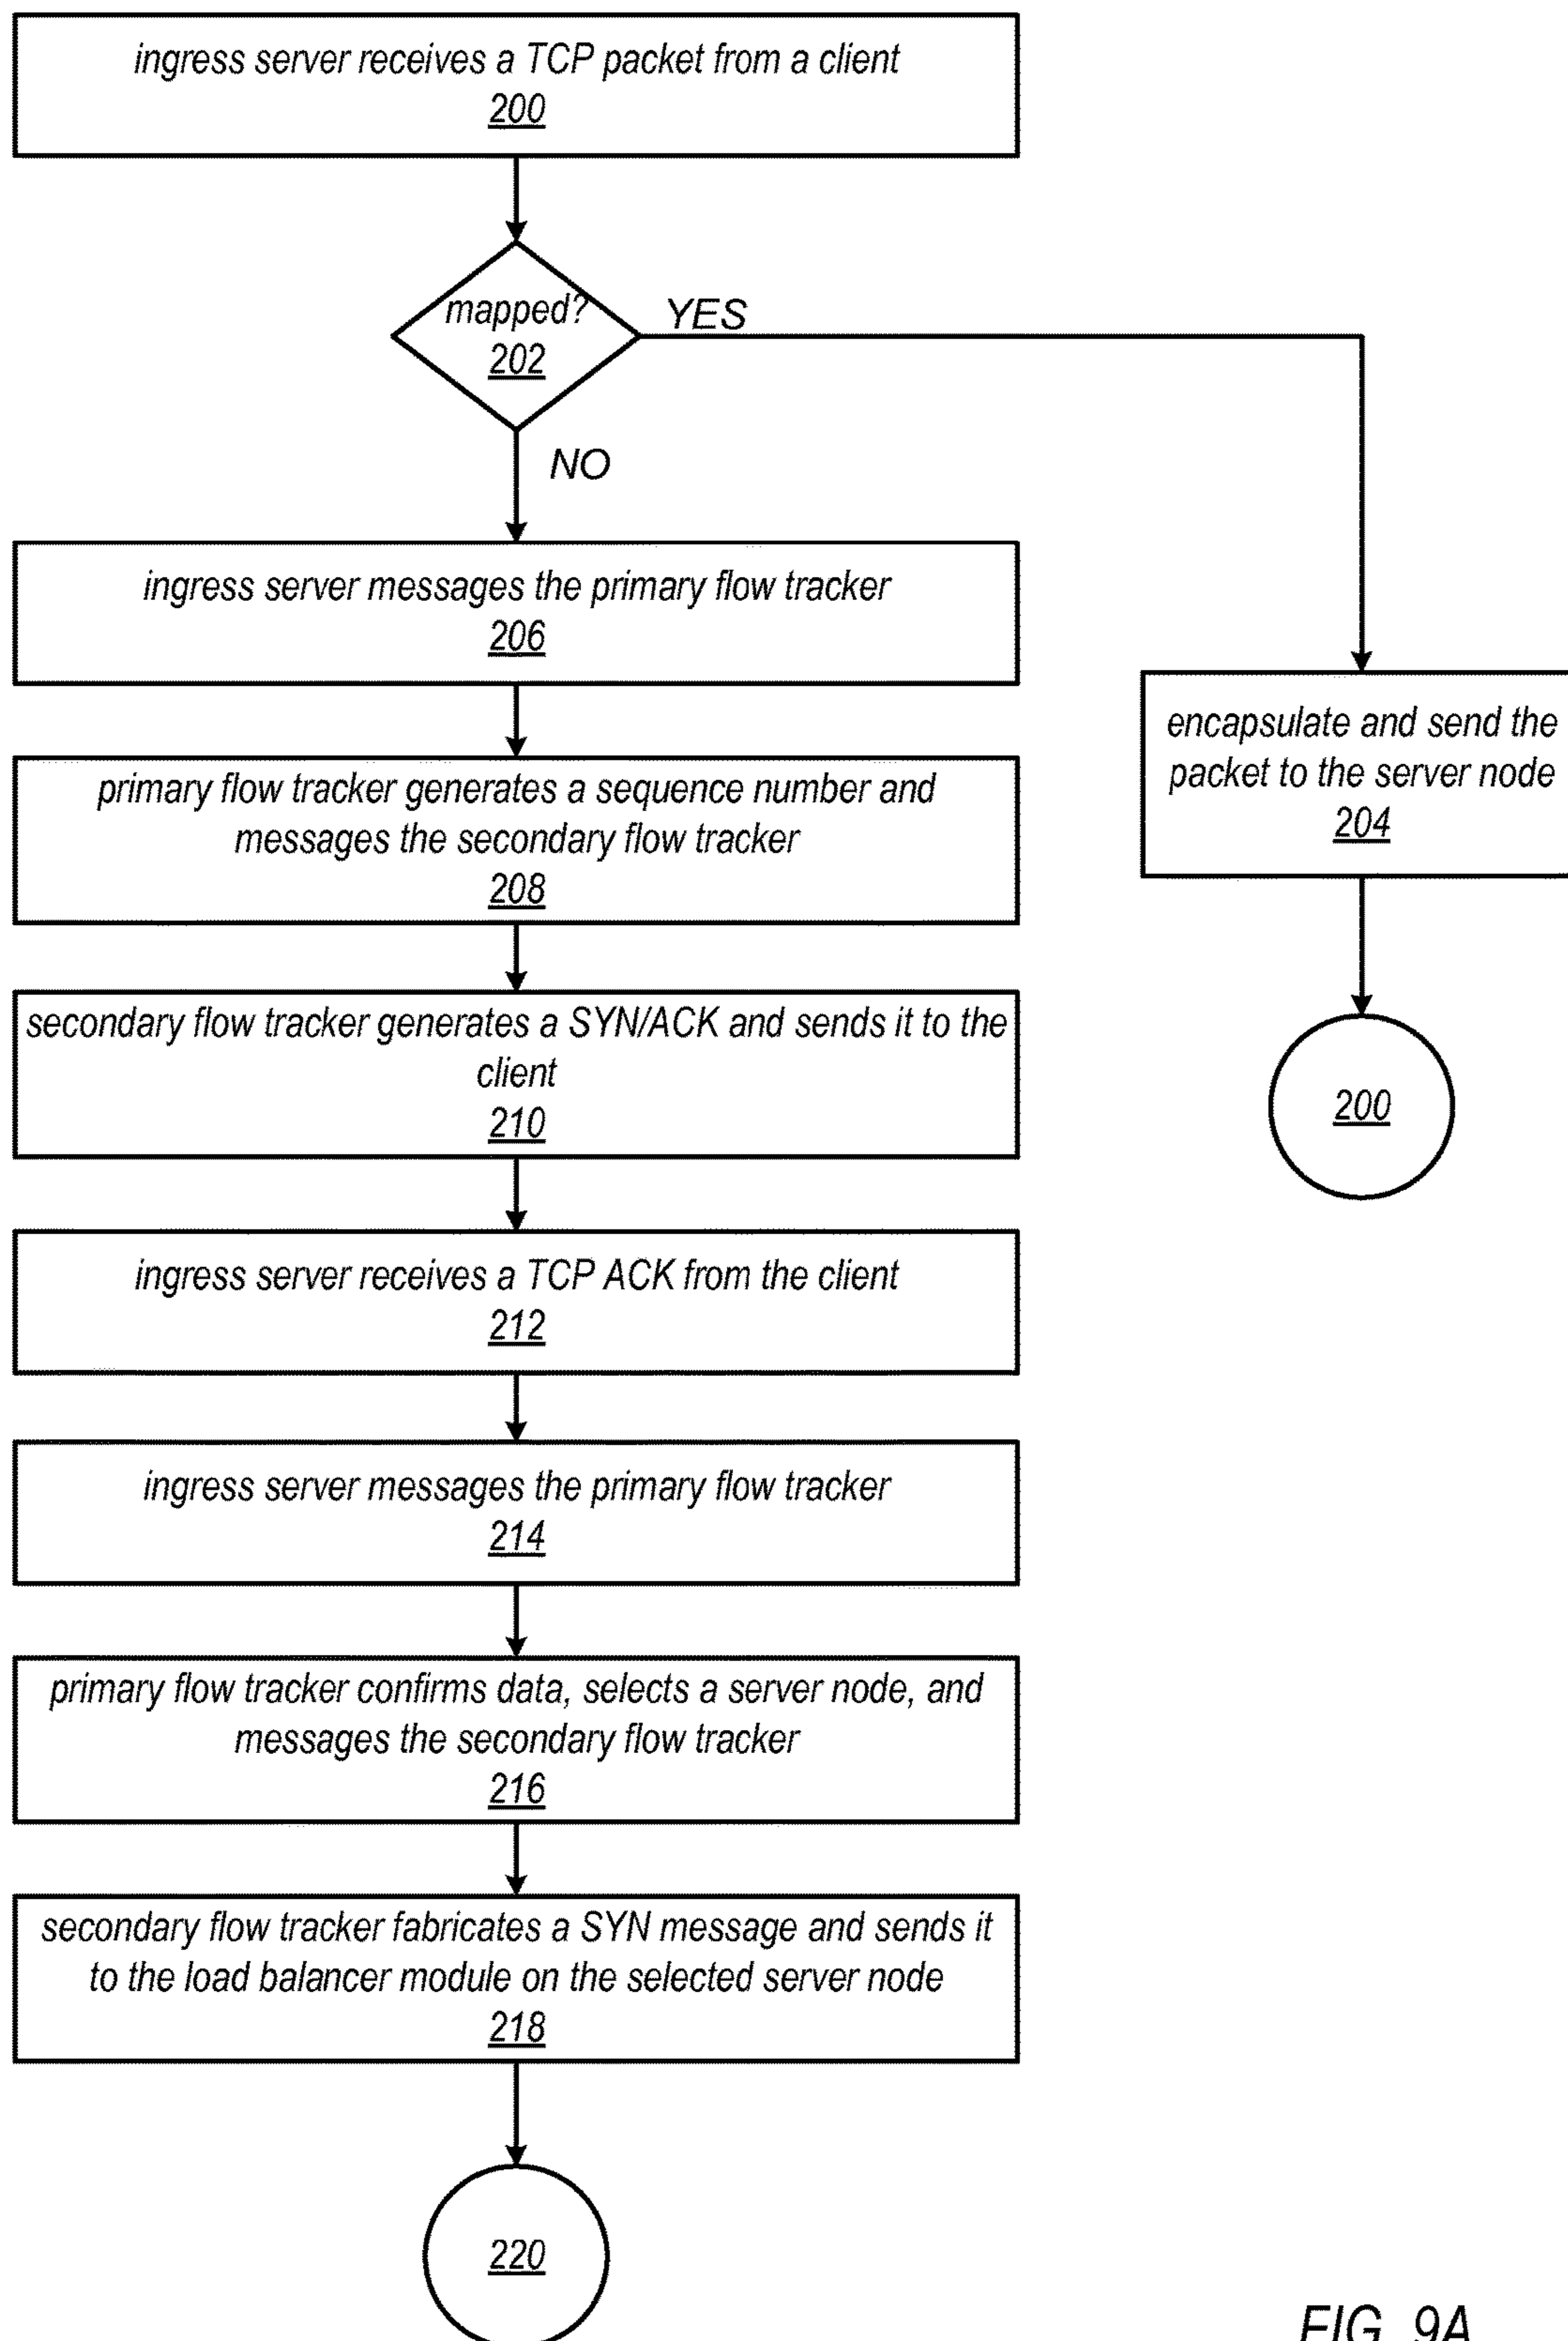 ingress server receives a TCP packet from a client
200
mapped?
202
YES
NO
ingress server messages the primary flow tracker
206
encapsulate and send the
packet to the server node
204
primary flow tracker generates a sequence number and
messages the secondary flow tracker
208
secondary flow tracker generates a SYN/ACK and sends it to the
client
210
200
ingress server receives a TCP ACK from the client
212
ingress server messages the primary flow tracker
214
primary flow tracker confirms data, selects a server node, and
messages the secondary flow tracker
216
secondary flow tracker fabricates a SYN message and sends it
to the load balancer module on the selected server node
218
220
FIG. 9A